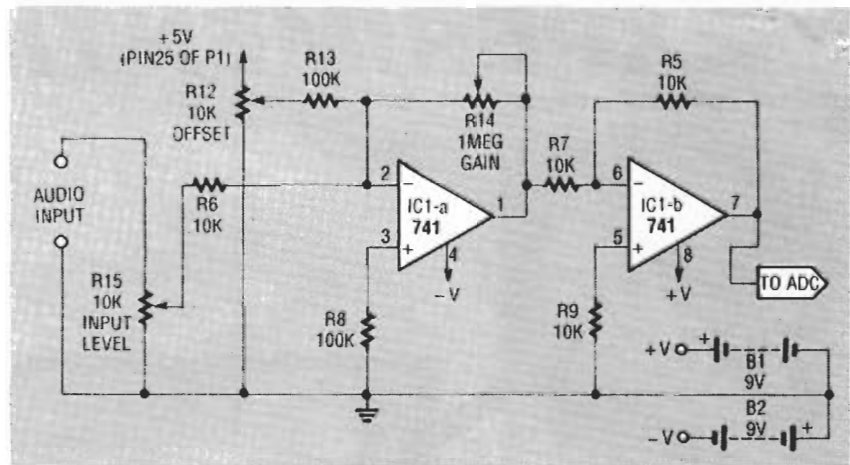 +5V
(PIN25 OF P1)
R12
10K
OFFSET
R13
100K
R14
1MEG
GAIN
R5
10K
AUDIO
INPUT
R6
10K
R15
10K
INPUT
LEVEL
2
3
−
+
IC1-a
741
1
4
−V
R8
100K
R7
10K
6
5
−
+
IC1-b
741
7
8
+V
R9
10K
TO ADC
+V
+
B1
9V
B2
9V
−V
+